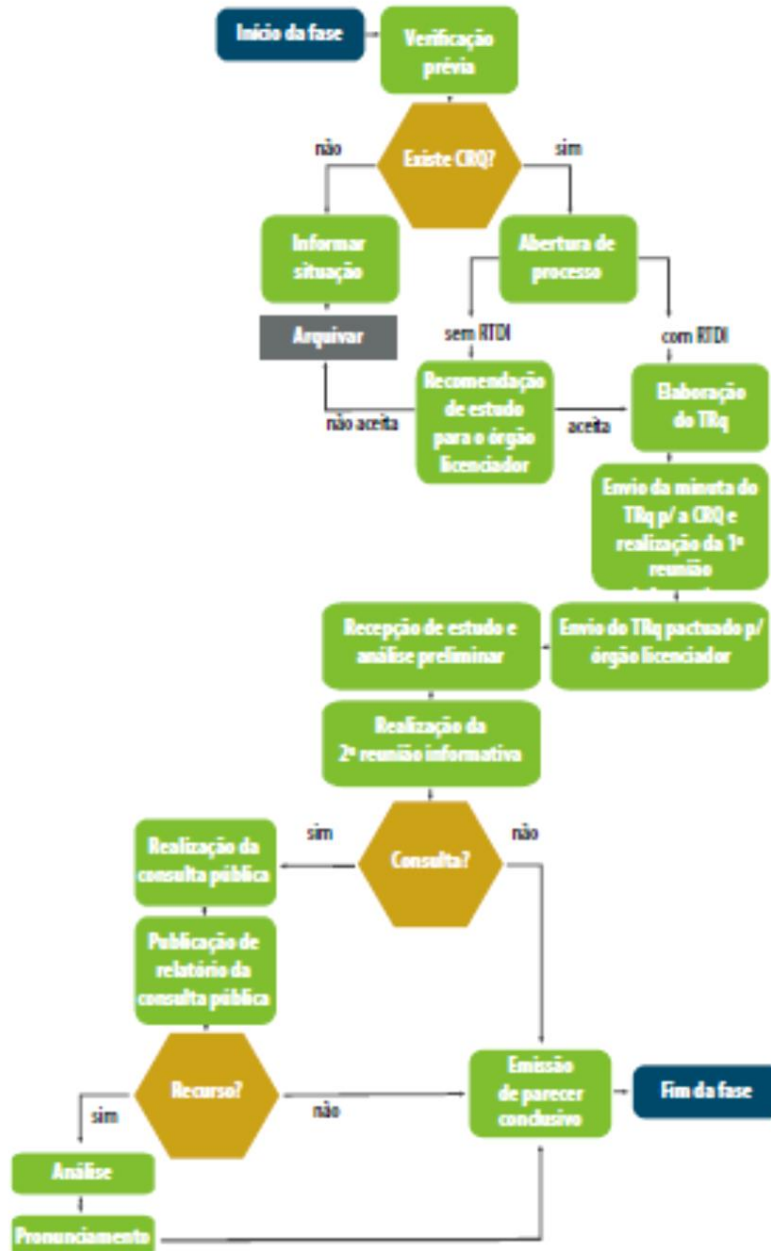 Início da fase
Verificação
prévia
Existe CRQ?
não
sim
Informar
situação
Abertura de
processo
Arquivar
sem RTDI
com RTDI
Recomendação
de estudo
para o órgão
licenciador
não aceita
aceita
Elaboração
do TRq
Envio da minuta do
TRq p/ a CRQ e
realização da 1ª
reunião
Recepção de estudo e
análise preliminar
Envio do TRq pactuado p/
órgão licenciador
Realização da
2ª reunião informativa
Consulta?
sim
não
Realização da
consulta pública
Publicação de
relatório da
consulta pública
Recurso?
sim
não
Emissão
de parecer
conclusivo
Fim da fase
Análise
Pronunciamento